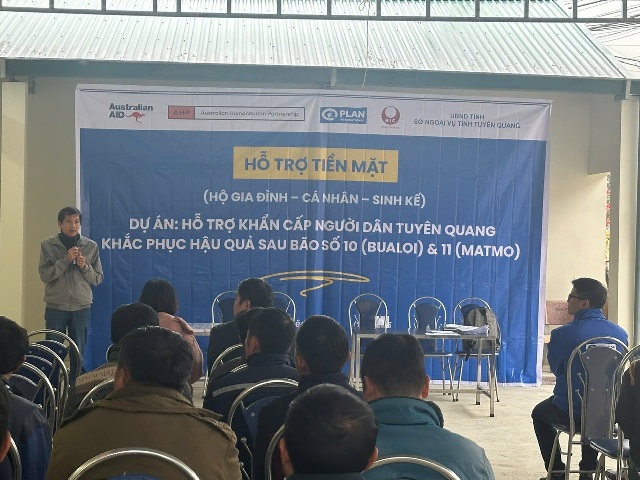 Australian AID
AHP Australian Humanitarian Partnership
PLAN
RIC
UBND TỈNH
SỞ NGOẠI VỤ TỈNH TUYÊN QUANG
HỖ TRỢ TIỀN MẶT
(HỘ GIA ĐÌNH – CÁ NHÂN – SINH KẾ)
DỰ ÁN: HỖ TRỢ KHẨN CẤP NGƯỜI DÂN TUYÊN QUANG
KHẮC PHỤC HẬU QUẢ SAU BÃO SỐ 10 (BUALOI) & 11 (MATMO)